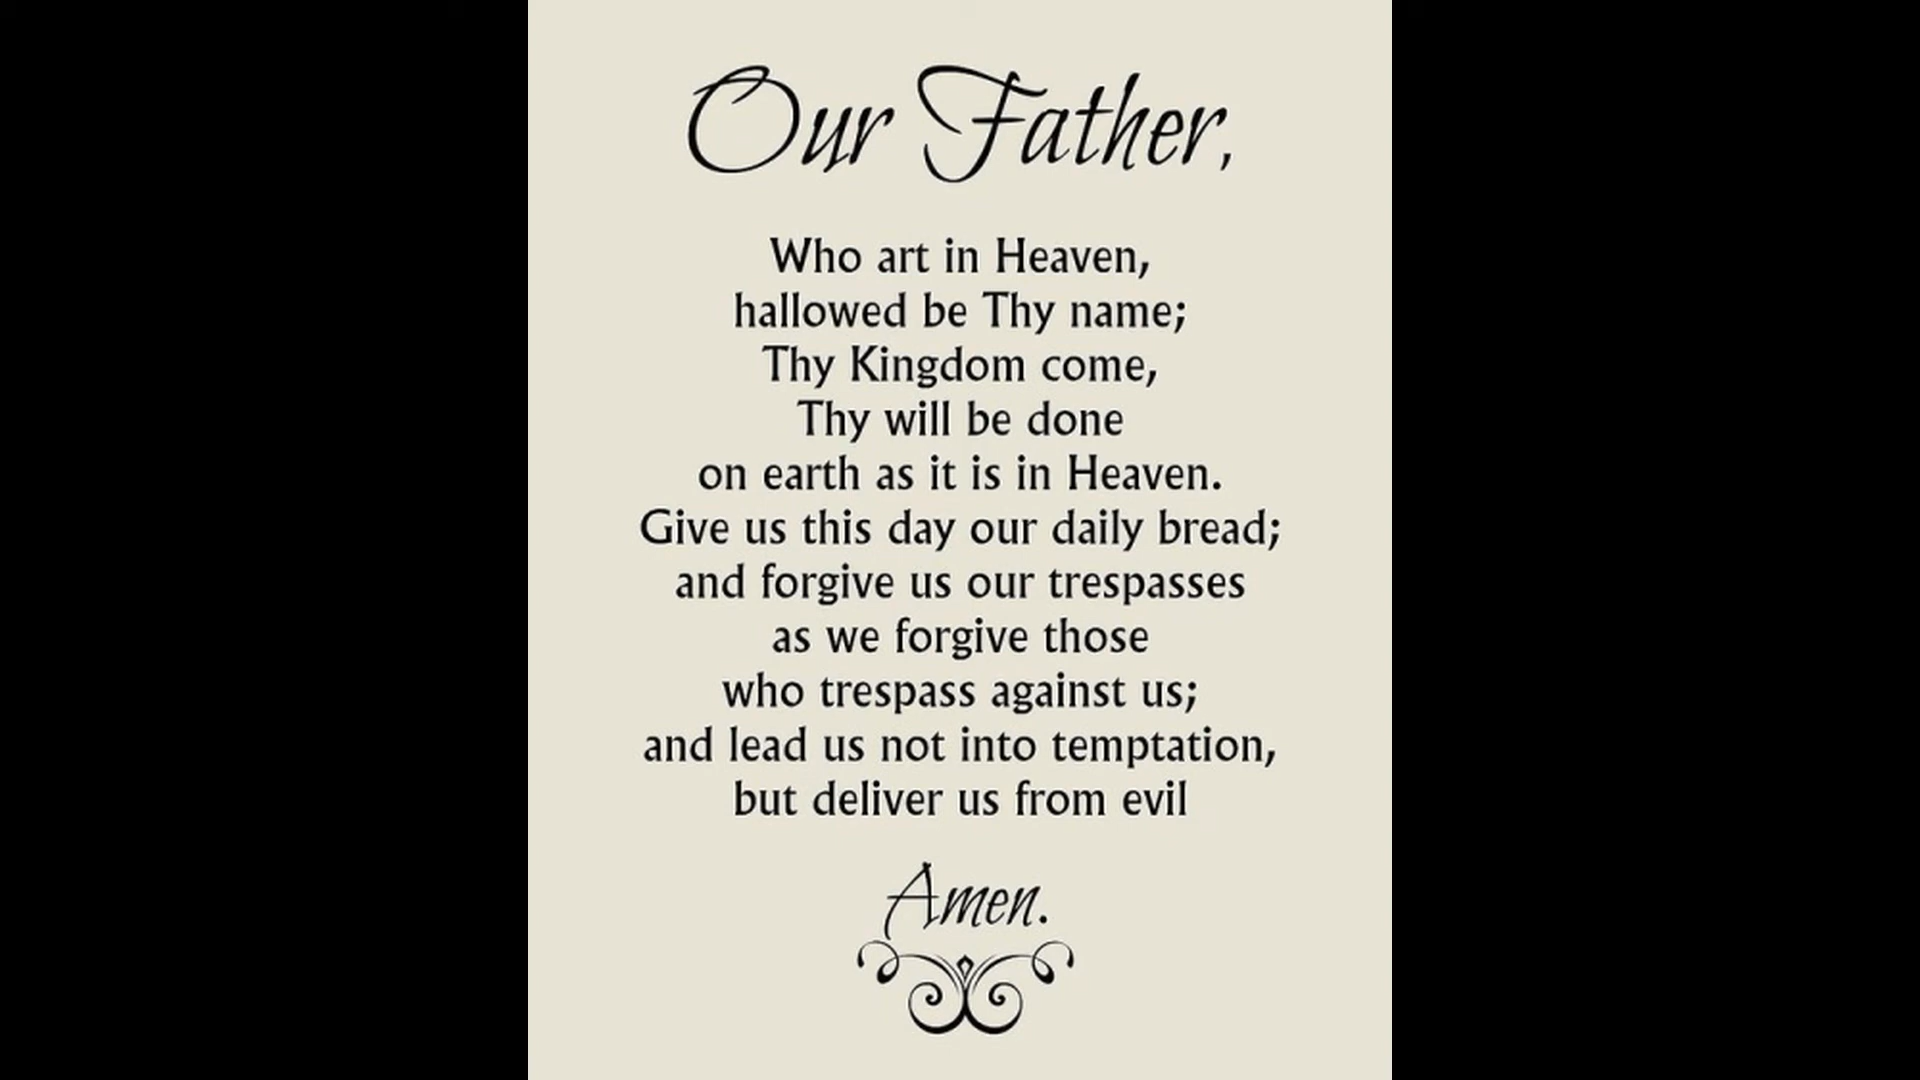 Our Father,
Who art in Heaven,
hallowed be Thy name;
Thy Kingdom come,
Thy will be done
on earth as it is in Heaven.
Give us this day our daily bread;
and forgive us our trespasses
as we forgive those
who trespass against us;
and lead us not into temptation,
but deliver us from evil
Amen.